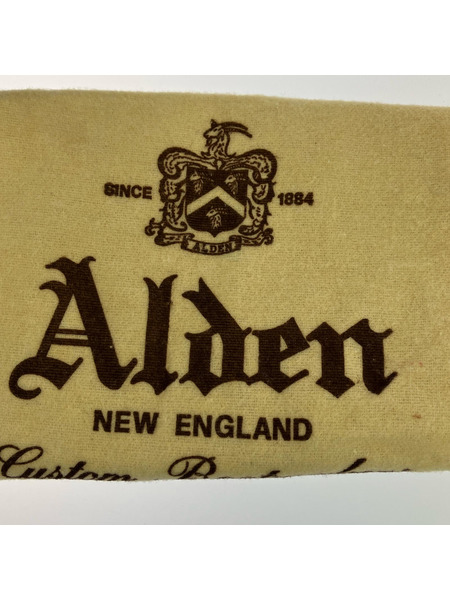 SINCE 1884
ALDEN
Alden
NEW ENGLAND
Custom